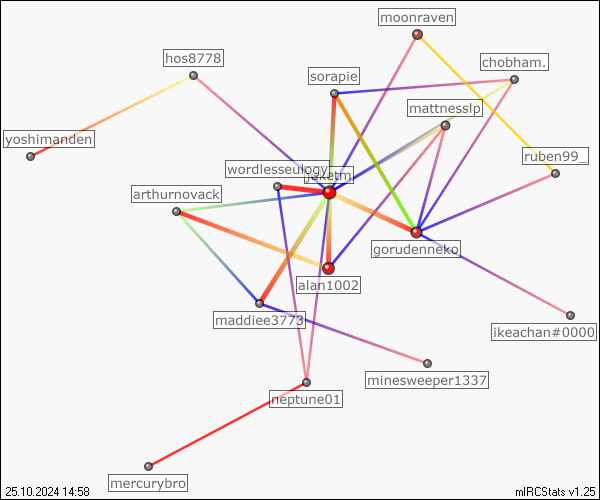 moonraven
hos8778
chobham.
sorapie
mattnesslp
yoshimanden
ruben99_
wordlesseulogy
arthurnovack
gorudenneko
alan1002
maddiee3773
ikeachan#0000
minesweeper1337
neptune01
mercurybro
25.10.2024 14:58
mIRCStats v1.25